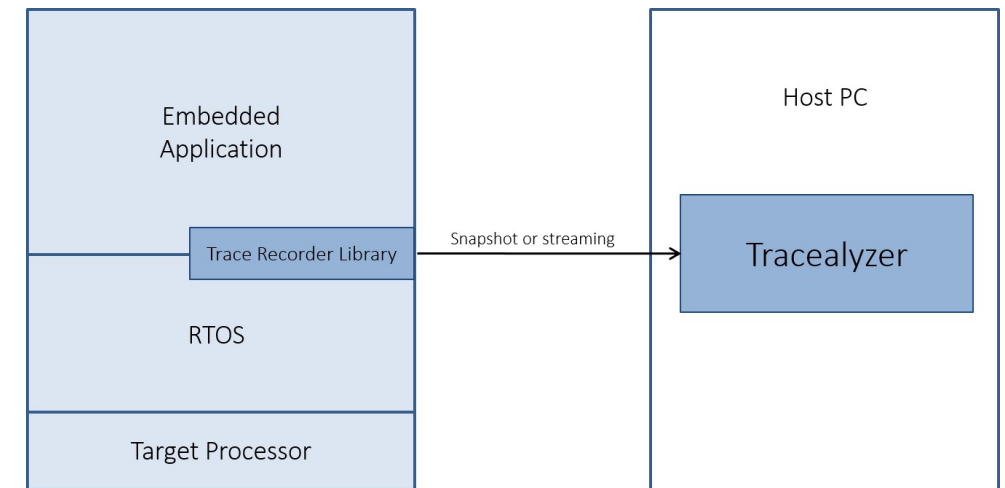 Embedded
Application
Trace Recorder Library
RTOS
Target Processor
Snapshot or streaming
Host PC
Tracealyzer